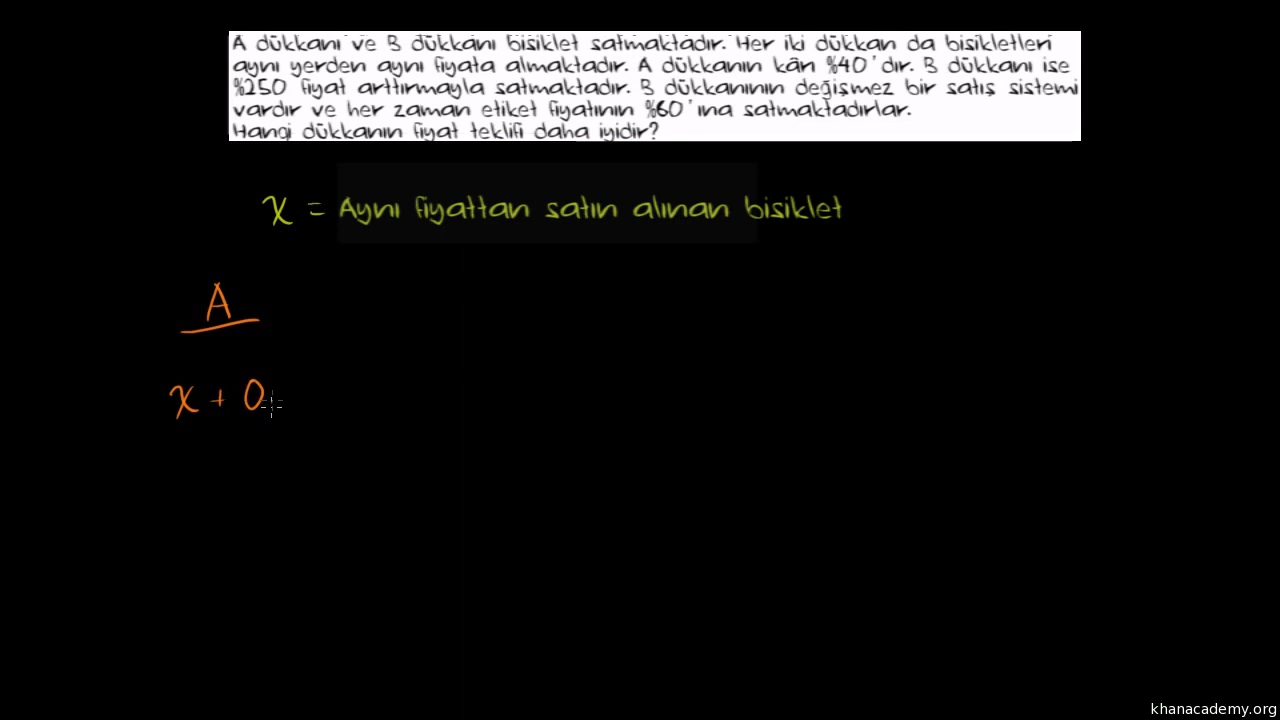 A dükkanı ve B dükkanı bisiklet satmaktadır. Her iki dükkan da bisikletleri
aynı yerden aynı fiyata almaktadır. A dükkanın kân %40'dır. B dükkanı ise
%250 fiyat arttırmayla satmaktadır. B dükkanının değişmez bir satış sistemi
vardır ve her zaman etiket fiyatının %60'ına satmaktadırlar.
Hangi dükkanın fiyat teklifi daha iyidir?
x = Aynı fiyattan satın alınan bisiklet
A
x + 0
khanacademy.org